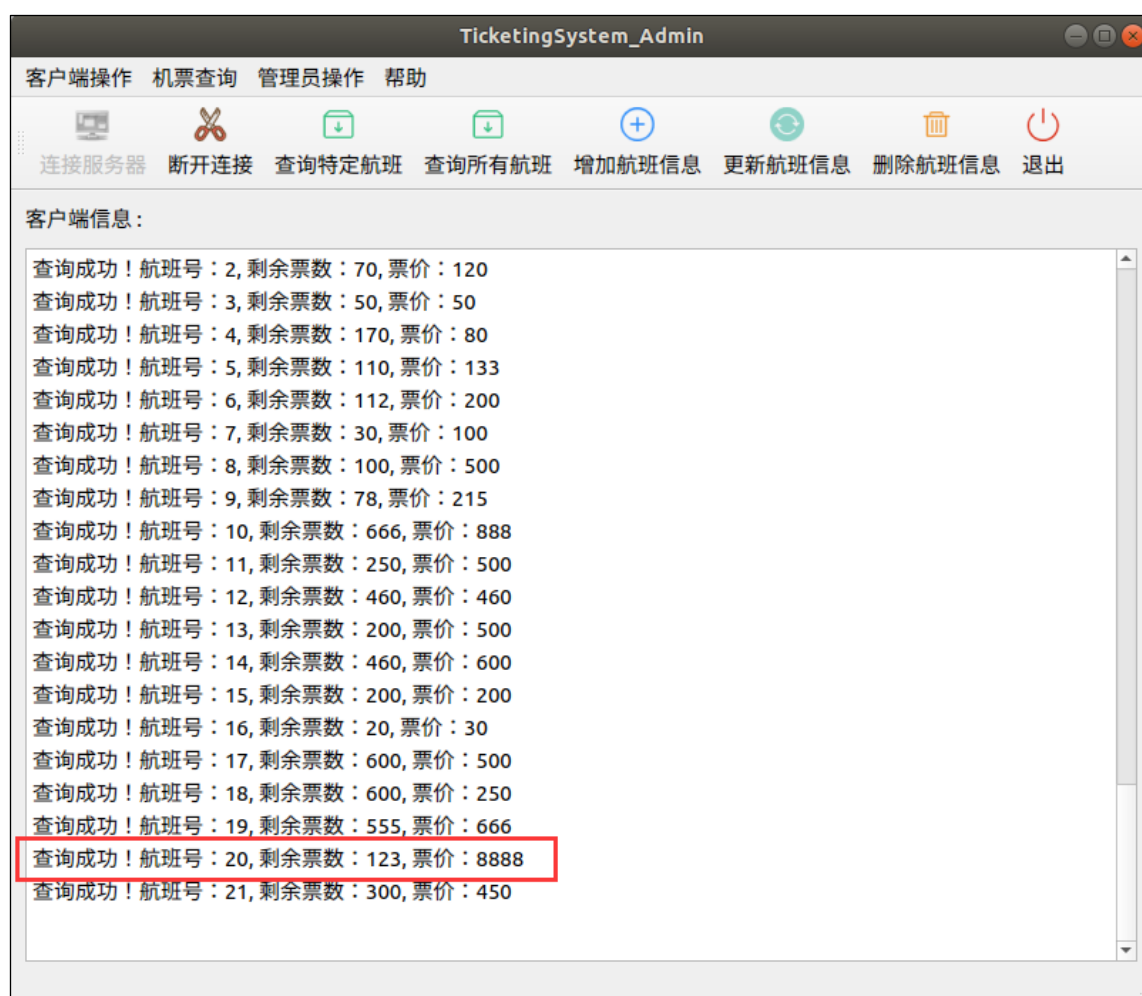 TicketingSystem_Admin
客户端操作 机票查询 管理员操作 帮助
连接服务器 断开连接 查询特定航班 查询所有航班 增加航班信息 更新航班信息 删除航班信息 退出
客户端信息:
查询成功！航班号：2, 剩余票数：70, 票价：120
查询成功！航班号：3, 剩余票数：50, 票价：50
查询成功！航班号：4, 剩余票数：170, 票价：80
查询成功！航班号：5, 剩余票数：110, 票价：133
查询成功！航班号：6, 剩余票数：112, 票价：200
查询成功！航班号：7, 剩余票数：30, 票价：100
查询成功！航班号：8, 剩余票数：100, 票价：500
查询成功！航班号：9, 剩余票数：78, 票价：215
查询成功！航班号：10, 剩余票数：666, 票价：888
查询成功！航班号：11, 剩余票数：250, 票价：500
查询成功！航班号：12, 剩余票数：460, 票价：460
查询成功！航班号：13, 剩余票数：200, 票价：500
查询成功！航班号：14, 剩余票数：460, 票价：600
查询成功！航班号：15, 剩余票数：200, 票价：200
查询成功！航班号：16, 剩余票数：20, 票价：30
查询成功！航班号：17, 剩余票数：600, 票价：500
查询成功！航班号：18, 剩余票数：600, 票价：250
查询成功！航班号：19, 剩余票数：555, 票价：666
查询成功！航班号：20, 剩余票数：123, 票价：8888
查询成功！航班号：21, 剩余票数：300, 票价：450